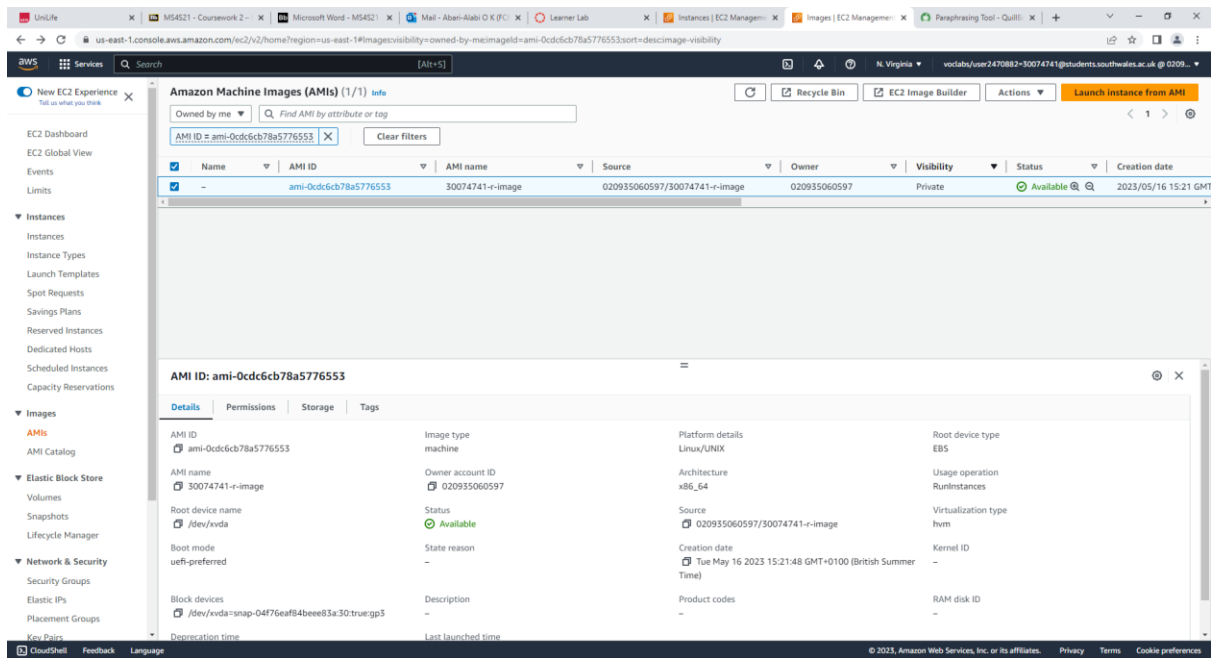 UniLife
MS4S21 - Coursework 2 -
Microsoft Word - MS4S21
Mail - Abari-Alabi O K (FC
Learner Lab
Instances | EC2 Manageme
Images | EC2 Management
Paraphrasing Tool - QuillB
us-east-1.console.aws.amazon.com/ec2/v2/home?region=us-east-1#Images:visibility=owned-by-me;imageId=ami-0cdc6cb78a5776553;sort=desc:image-visibility
aws Services Search [Alt+S] N. Virginia ▼ voclabs/user2470882=30074741@students.southwales.ac.uk @ 0209... ▼
New EC2 Experience
Tell us what you think
EC2 Dashboard
EC2 Global View
Events
Limits
Instances
Instances
Instance Types
Launch Templates
Spot Requests
Savings Plans
Reserved Instances
Dedicated Hosts
Scheduled Instances
Capacity Reservations
Images
AMIs
AMI Catalog
Elastic Block Store
Volumes
Snapshots
Lifecycle Manager
Network & Security
Security Groups
Elastic IPs
Placement Groups
Key Pairs
Amazon Machine Images (AMIs) (1/1) Info
Recycle Bin
EC2 Image Builder
Actions
Launch instance from AMI
Owned by me
Find AMI by attribute or tag
1
AMI ID = ami-0cdc6cb78a5776553
Clear filters
Name AMI ID AMI name Source Owner Visibility Status Creation date
– ami-0cdc6cb78a5776553 30074741-r-image 020935060597/30074741-r-image 020935060597 Private Available 2023/05/16 15:21 GMT
AMI ID: ami-0cdc6cb78a5776553
Details Permissions Storage Tags
AMI ID
ami-0cdc6cb78a5776553
Image type
machine
Platform details
Linux/UNIX
Root device type
EBS
AMI name
30074741-r-image
Owner account ID
020935060597
Architecture
x86_64
Usage operation
RunInstances
Root device name
/dev/xvda
Status
Available
Source
020935060597/30074741-r-image
Virtualization type
hvm
Boot mode
uefi-preferred
State reason
–
Creation date
Tue May 16 2023 15:21:48 GMT+0100 (British Summer
Time)
Kernel ID
–
Block devices
/dev/xvda=snap-04f76eaf84beee83a:30:true:gp3
Description
–
Product codes
–
RAM disk ID
–
Deprecation time
Last launched time
CloudShell Feedback Language © 2023, Amazon Web Services, Inc. or its affiliates. Privacy Terms Cookie preferences